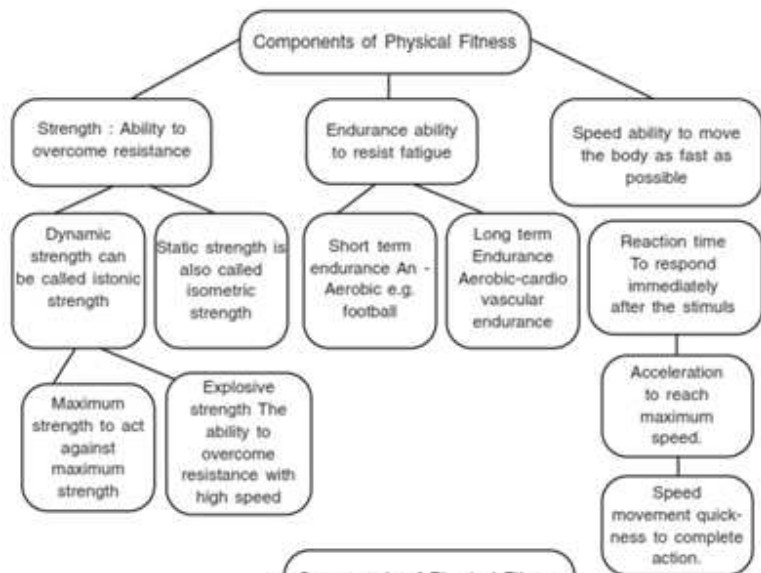 Components of Physical Fitness
Strength : Ability to
overcome resistance
Endurance ability
to resist fatigue
Speed ability to move
the body as fast as
possible
Dynamic
strength can
be called istonic
strength
Static strength is
also called
isometric
strength
Short term
endurance An -
Aerobic e.g.
football
Long term
Endurance
Aerobic-cardio
vascular
endurance
Reaction time
To respond
immediately
after the stimuls
Maximum
strength to act
against
maximum
strength
Explosive
strength The
ability to
overcome
resistance with
high speed
Acceleration
to reach
maximum
speed.
Speed
movement quick-
ness to complete
action.